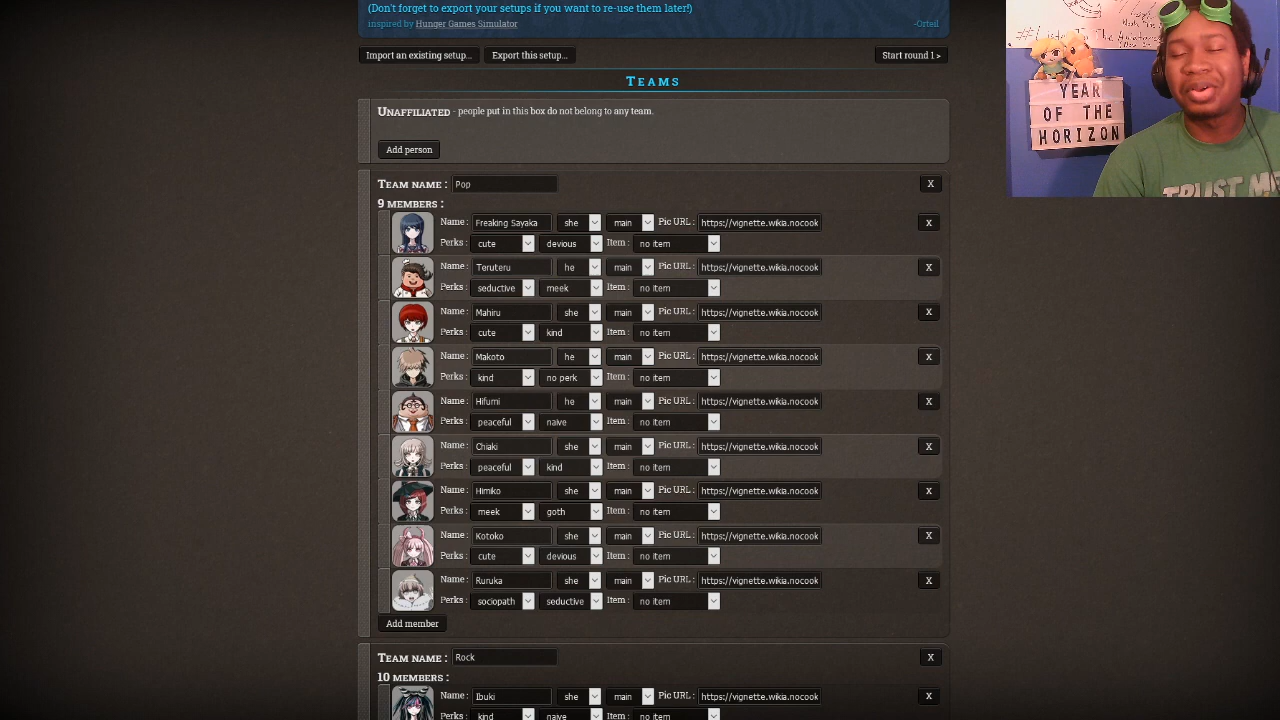 (Don't forget to export your setups if you want to re-use them later!)
inspired by Hunger Games Simulator
-Orteil
Import an existing setup... Export this setup... Start round 1 >
TEAMS
UNAFFILIATED - people put in this box do not belong to any team.
Add person
TEAM NAME : Pop X
9 MEMBERS :
Name : Freaking Sayaka she main Pic URL : https://vignette.wikia.nocook X
Perks : cute devious Item : no item
Name : Teruteru he main Pic URL : https://vignette.wikia.nocook X
Perks : seductive meek Item : no item
Name : Mahiru she main Pic URL : https://vignette.wikia.nocook X
Perks : cute kind Item : no item
Name : Makoto he main Pic URL : https://vignette.wikia.nocook X
Perks : kind no perk Item : no item
Name : Hifumi he main Pic URL : https://vignette.wikia.nocook X
Perks : peaceful naive Item : no item
Name : Chiaki she main Pic URL : https://vignette.wikia.nocook X
Perks : peaceful kind Item : no item
Name : Himiko she main Pic URL : https://vignette.wikia.nocook X
Perks : meek goth Item : no item
Name : Kotoko she main Pic URL : https://vignette.wikia.nocook X
Perks : cute devious Item : no item
Name : Ruruka she main Pic URL : https://vignette.wikia.nocook X
Perks : sociopath seductive Item : no item
Add member
TEAM NAME : Rock X
10 MEMBERS :
Name : Ibuki she main Pic URL : https://vignette.wikia.nocook X
Perks : kind naive Item : no item
YEAR
OF THE
HORIZON
TRUST ME